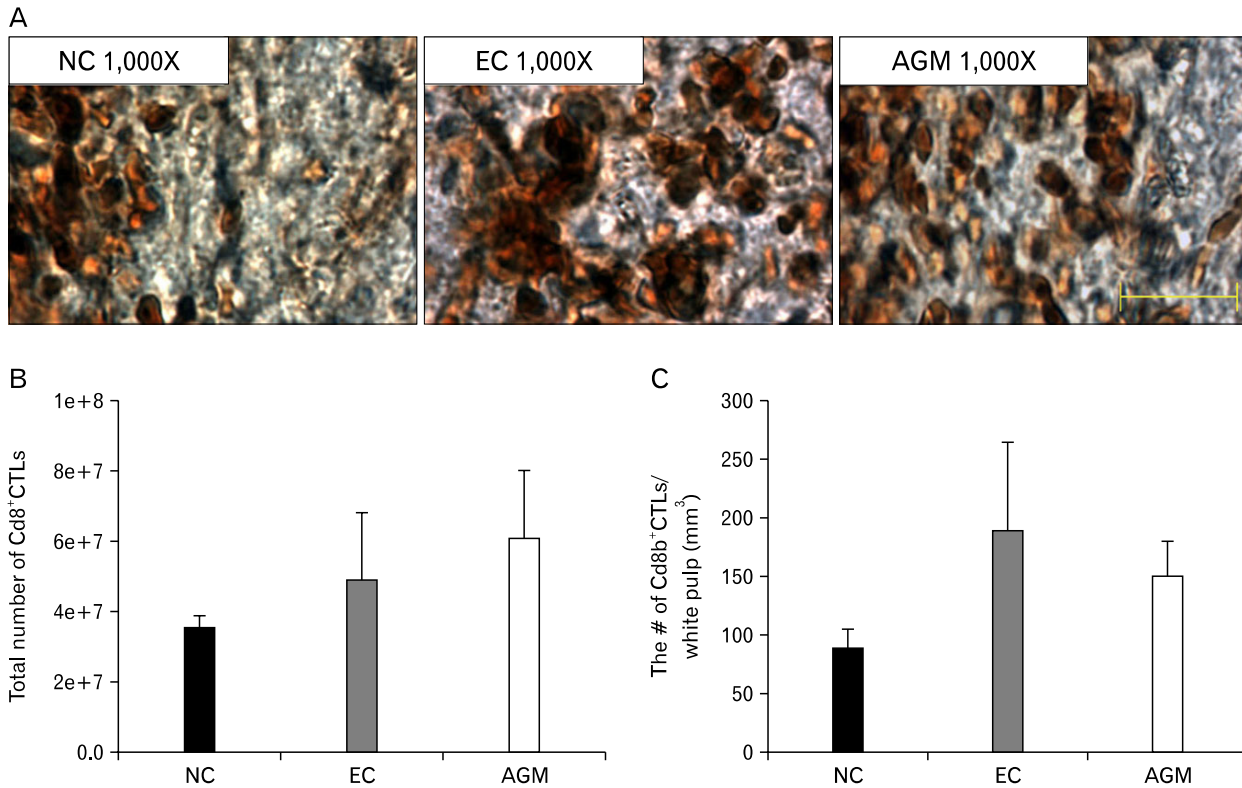 A
NC 1,000X
EC 1,000X
AGM 1,000X
B
Total number of Cd8⁺CTLs
1e+8
8e+7
6e+7
4e+7
2e+7
0.0
NC
EC
AGM
C
The # of Cd8b⁺CTLs/
white pulp (mm³)
300
250
200
150
100
50
0
NC
EC
AGM